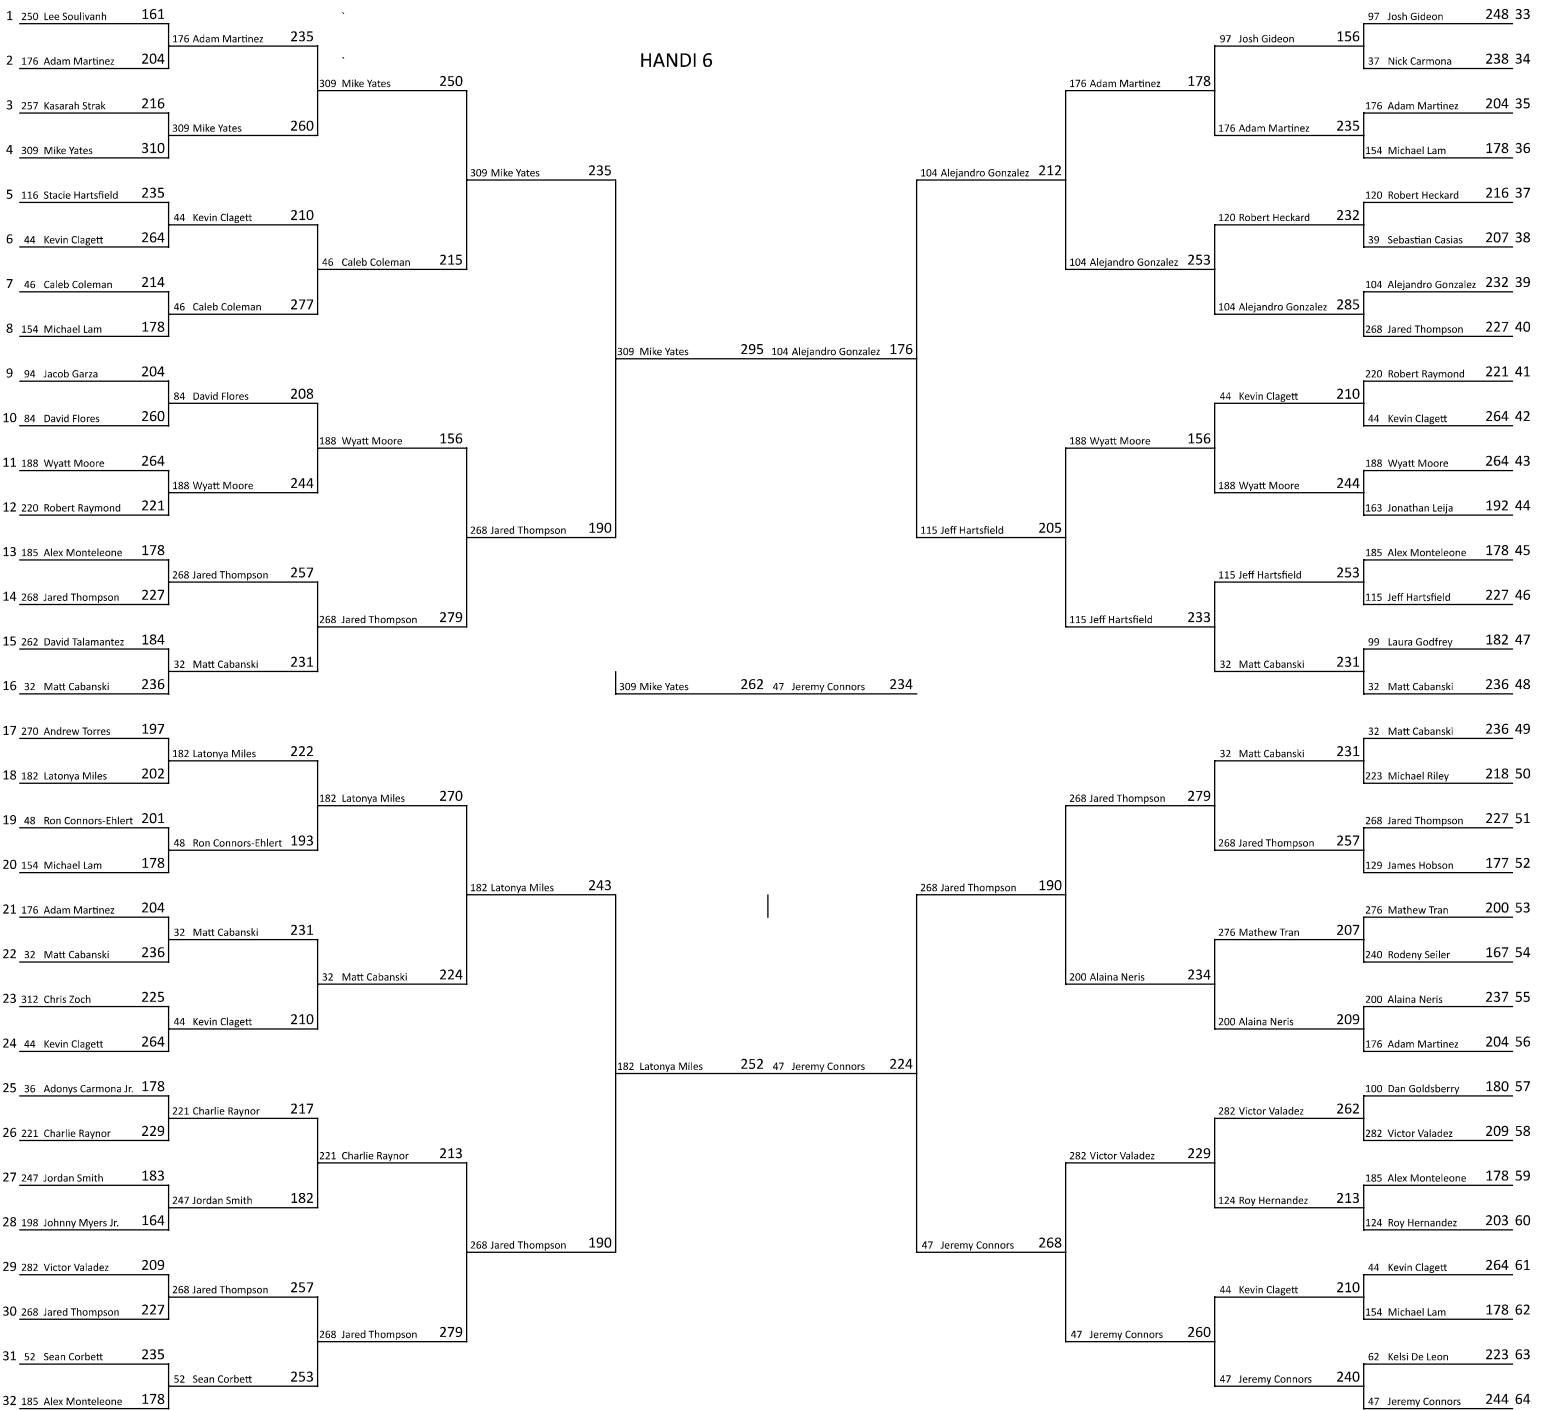 HANDI 6
1 250 Lee Soulivanh 161
176 Adam Martinez 235
2 176 Adam Martinez 204
309 Mike Yates 250
3 257 Kasarah Strak 216
309 Mike Yates 260
4 309 Mike Yates 310
309 Mike Yates 235
5 116 Stacie Hartsfield 235
44 Kevin Clagett 210
6 44 Kevin Clagett 264
46 Caleb Coleman 215
7 46 Caleb Coleman 214
46 Caleb Coleman 277
8 154 Michael Lam 178
309 Mike Yates 295
9 94 Jacob Garza 204
84 David Flores 208
10 84 David Flores 260
188 Wyatt Moore 156
11 188 Wyatt Moore 264
188 Wyatt Moore 244
12 220 Robert Raymond 221
268 Jared Thompson 190
13 185 Alex Monteleone 178
268 Jared Thompson 257
14 268 Jared Thompson 227
268 Jared Thompson 279
15 262 David Talamantez 184
32 Matt Cabanski 231
16 32 Matt Cabanski 236
309 Mike Yates 262 47 Jeremy Connors 234
17 270 Andrew Torres 197
182 Latonya Miles 222
18 182 Latonya Miles 202
182 Latonya Miles 270
19 48 Ron Connors-Ehlert 201
48 Ron Connors-Ehlert 193
20 154 Michael Lam 178
182 Latonya Miles 243
21 176 Adam Martinez 204
32 Matt Cabanski 231
22 32 Matt Cabanski 236
32 Matt Cabanski 224
23 312 Chris Zoch 225
44 Kevin Clagett 210
24 44 Kevin Clagett 264
182 Latonya Miles 252
25 36 Adonys Carmona Jr. 178
221 Charlie Raynor 217
26 221 Charlie Raynor 229
221 Charlie Raynor 213
27 247 Jordan Smith 183
247 Jordan Smith 182
28 198 Johnny Myers Jr. 164
268 Jared Thompson 190
29 282 Victor Valadez 209
268 Jared Thompson 257
30 268 Jared Thompson 227
268 Jared Thompson 279
31 52 Sean Corbett 235
52 Sean Corbett 253
32 185 Alex Monteleone 178
97 Josh Gideon 248 33
97 Josh Gideon 156
37 Nick Carmona 238 34
176 Adam Martinez 178
176 Adam Martinez 204 35
176 Adam Martinez 235
154 Michael Lam 178 36
104 Alejandro Gonzalez 212
120 Robert Heckard 216 37
120 Robert Heckard 232
39 Sebastian Casias 207 38
104 Alejandro Gonzalez 253
104 Alejandro Gonzalez 232 39
104 Alejandro Gonzalez 285
268 Jared Thompson 227 40
104 Alejandro Gonzalez 176
220 Robert Raymond 221 41
44 Kevin Clagett 210
44 Kevin Clagett 264 42
188 Wyatt Moore 156
188 Wyatt Moore 264 43
188 Wyatt Moore 244
163 Jonathan Leija 192 44
115 Jeff Hartsfield 205
185 Alex Monteleone 178 45
115 Jeff Hartsfield 253
115 Jeff Hartsfield 227 46
115 Jeff Hartsfield 233
99 Laura Godfrey 182 47
32 Matt Cabanski 231
32 Matt Cabanski 236 48
32 Matt Cabanski 236 49
32 Matt Cabanski 231
223 Michael Riley 218 50
268 Jared Thompson 279
268 Jared Thompson 227 51
268 Jared Thompson 257
129 James Hobson 177 52
268 Jared Thompson 190
276 Mathew Tran 200 53
276 Mathew Tran 207
240 Rodeny Seiler 167 54
200 Alaina Neris 234
200 Alaina Neris 237 55
200 Alaina Neris 209
176 Adam Martinez 204 56
47 Jeremy Connors 224
100 Dan Goldsberry 180 57
282 Victor Valadez 262
282 Victor Valadez 209 58
282 Victor Valadez 229
185 Alex Monteleone 178 59
124 Roy Hernandez 213
124 Roy Hernandez 203 60
47 Jeremy Connors 268
44 Kevin Clagett 264 61
44 Kevin Clagett 210
154 Michael Lam 178 62
47 Jeremy Connors 260
62 Kelsi De Leon 223 63
47 Jeremy Connors 240
47 Jeremy Connors 244 64